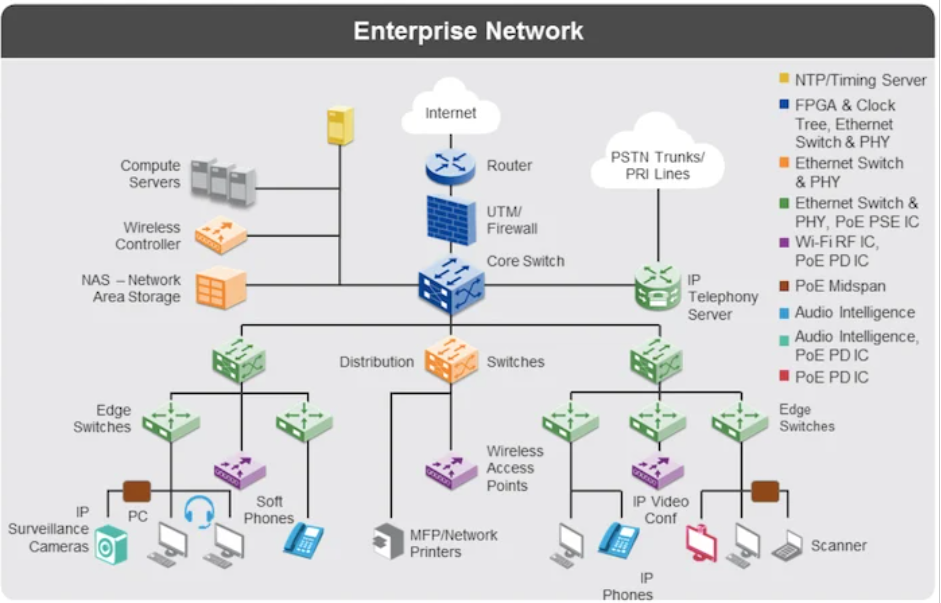 Enterprise Network
Internet
PSTN Trunks/
PRI Lines
Compute
Servers
Router
Wireless
Controller
UTM/
Firewall
Core Switch
NAS – Network
Area Storage
IP
Telephony
Server
Distribution
Switches
Edge
Switches
Edge
Switches
Wireless
Access
Points
PC
Soft
Phones
IP
Surveillance
Cameras
IP Video
Conf
MFP/Network
Printers
Scanner
IP
Phones
NTP/Timing Server
FPGA & Clock
Tree, Ethernet
Switch & PHY
Ethernet Switch
& PHY
Ethernet Switch &
PHY, PoE PSE IC
Wi-Fi RF IC,
PoE PD IC
PoE Midspan
Audio Intelligence
Audio Intelligence,
PoE PD IC
PoE PD IC